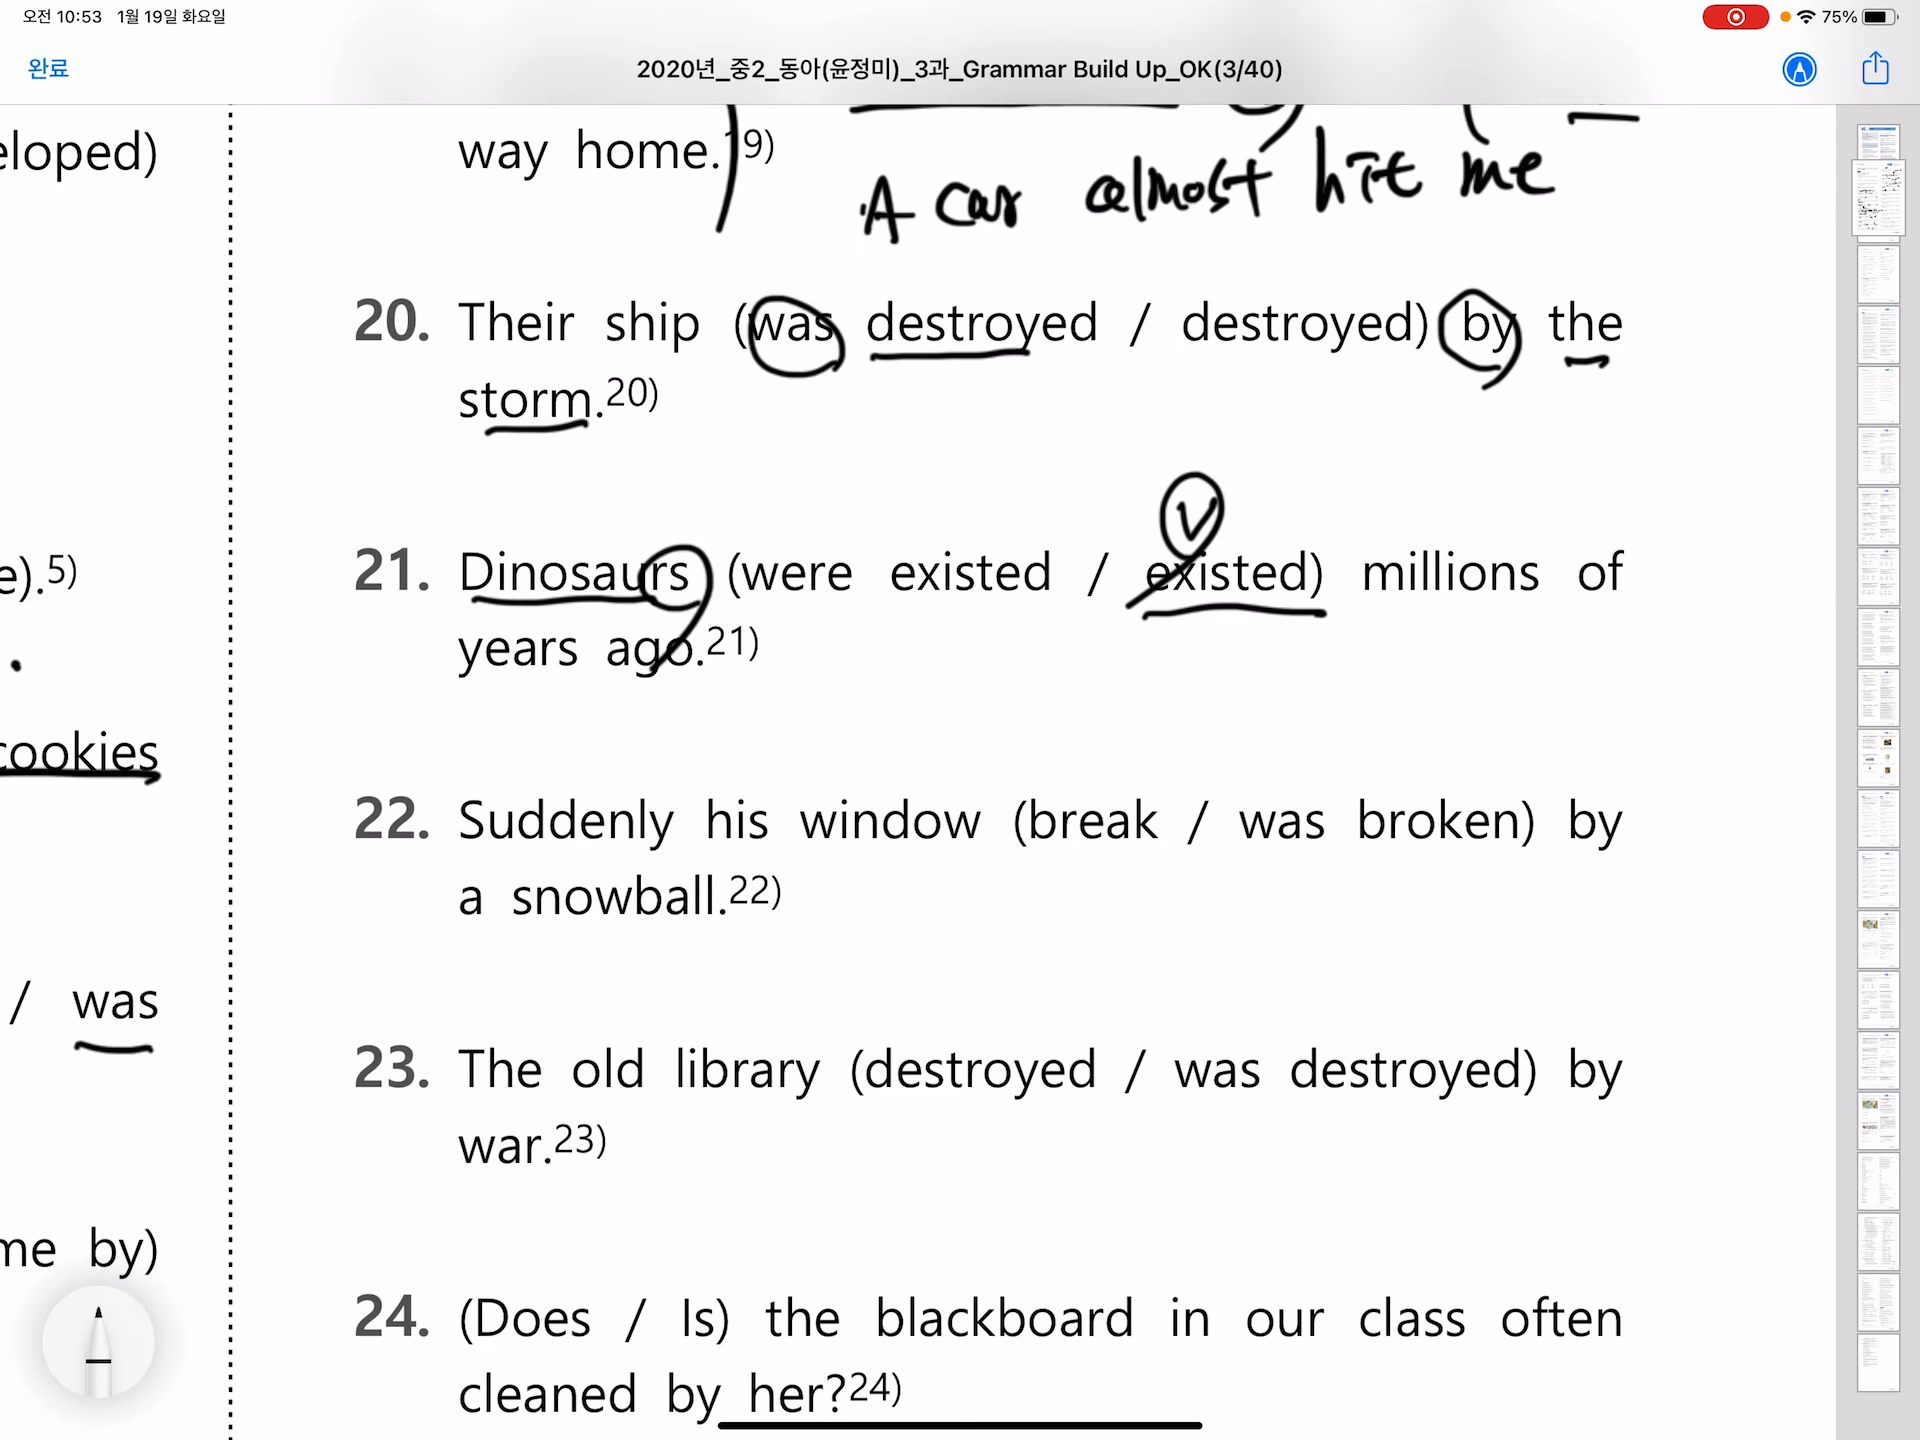 오전 10:53 1월 19일 화요일
75%
완료
2020년_중2_동아(윤정미)_3과_Grammar Build Up_OK(3/40)
eloped)
e).5)
cookies
/ was
me by)
way home.19)
A car almost hit me
20. Their ship (was destroyed / destroyed) by the
storm.20)
V
21. Dinosaurs (were existed / existed) millions of
years ago.21)
22. Suddenly his window (break / was broken) by
a snowball.22)
23. The old library (destroyed / was destroyed) by
war.23)
24. (Does / Is) the blackboard in our class often
cleaned by her?24)